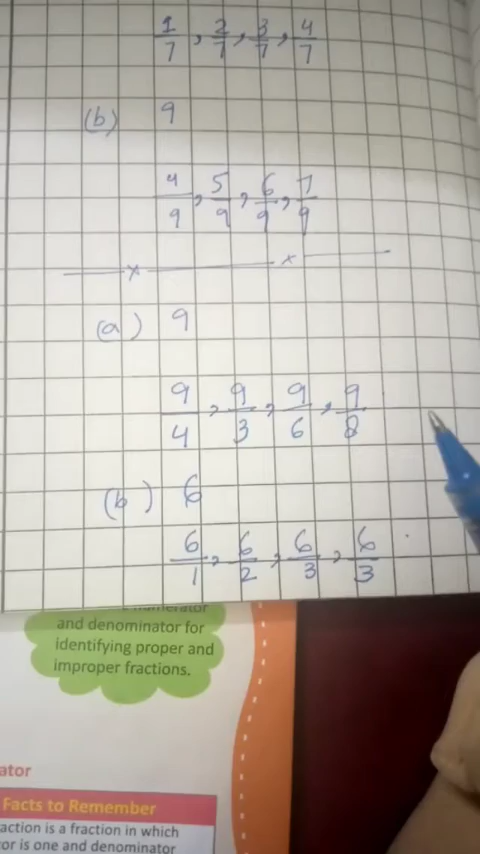 1/7, 2/7, 3/7, 4/7
(b) 9
4/9, 5/9, 6/9, 7/9
x x
(a) 9
9/4, 9/3, 9/6, 9/8
(b) 6
6/1, 6/2, 6/3, 6/3
numerator
and denominator for
identifying proper and
improper fractions.
ator
Facts to Remember
action is a fraction in which
or is one and denominator